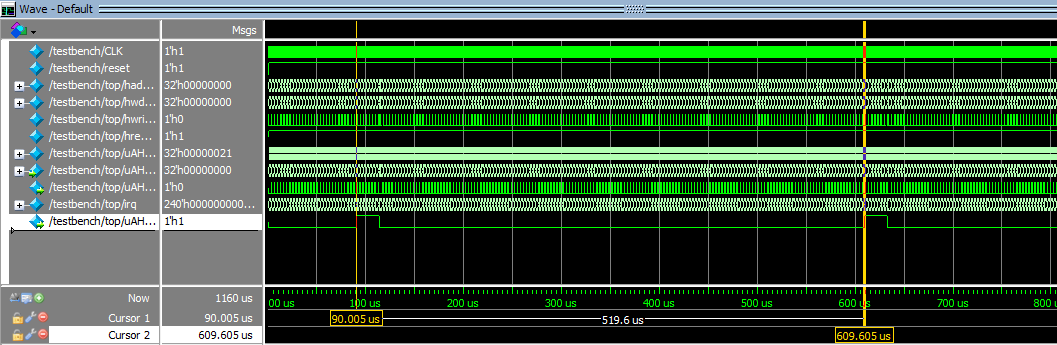 Wave - Default
Msgs
/testbench/CLK 1'h1
/testbench/reset 1'h1
/testbench/top/had... 32'h00000000
/testbench/top/hwd... 32'h00000000
/testbench/top/hwri... 1'h0
/testbench/top/hre... 1'h1
/testbench/top/uAH... 32'h00000021
/testbench/top/uAH... 32'h00000000
/testbench/top/uAH... 1'h0
/testbench/top/irq 240'h000000000...
/testbench/top/uAH... 1'h1
Now 1160 us 00 us 100 us 200 us 300 us 400 us 500 us 600 us 700 us 800 u
Cursor 1 90.005 us 90.005 us 519.6 us
Cursor 2 609.605 us 609.605 us